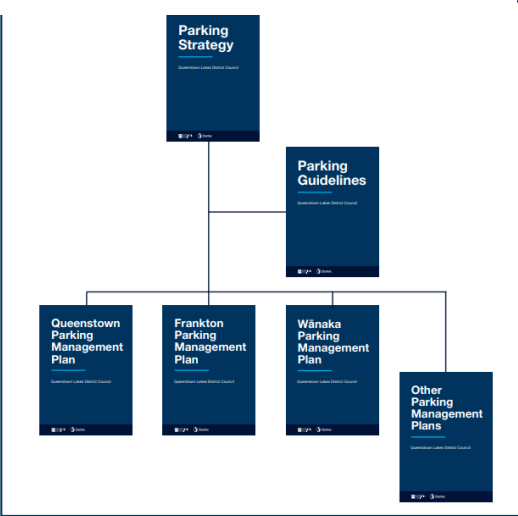 Parking
Strategy
Queenstown Lakes District Council
Parking
Guidelines
Queenstown Lakes District Council
Queenstown
Parking
Management
Plan
Queenstown Lakes District Council
Frankton
Parking
Management
Plan
Queenstown Lakes District Council
Wānaka
Parking
Management
Plan
Queenstown Lakes District Council
Other
Parking
Management
Plans
Queenstown Lakes District Council